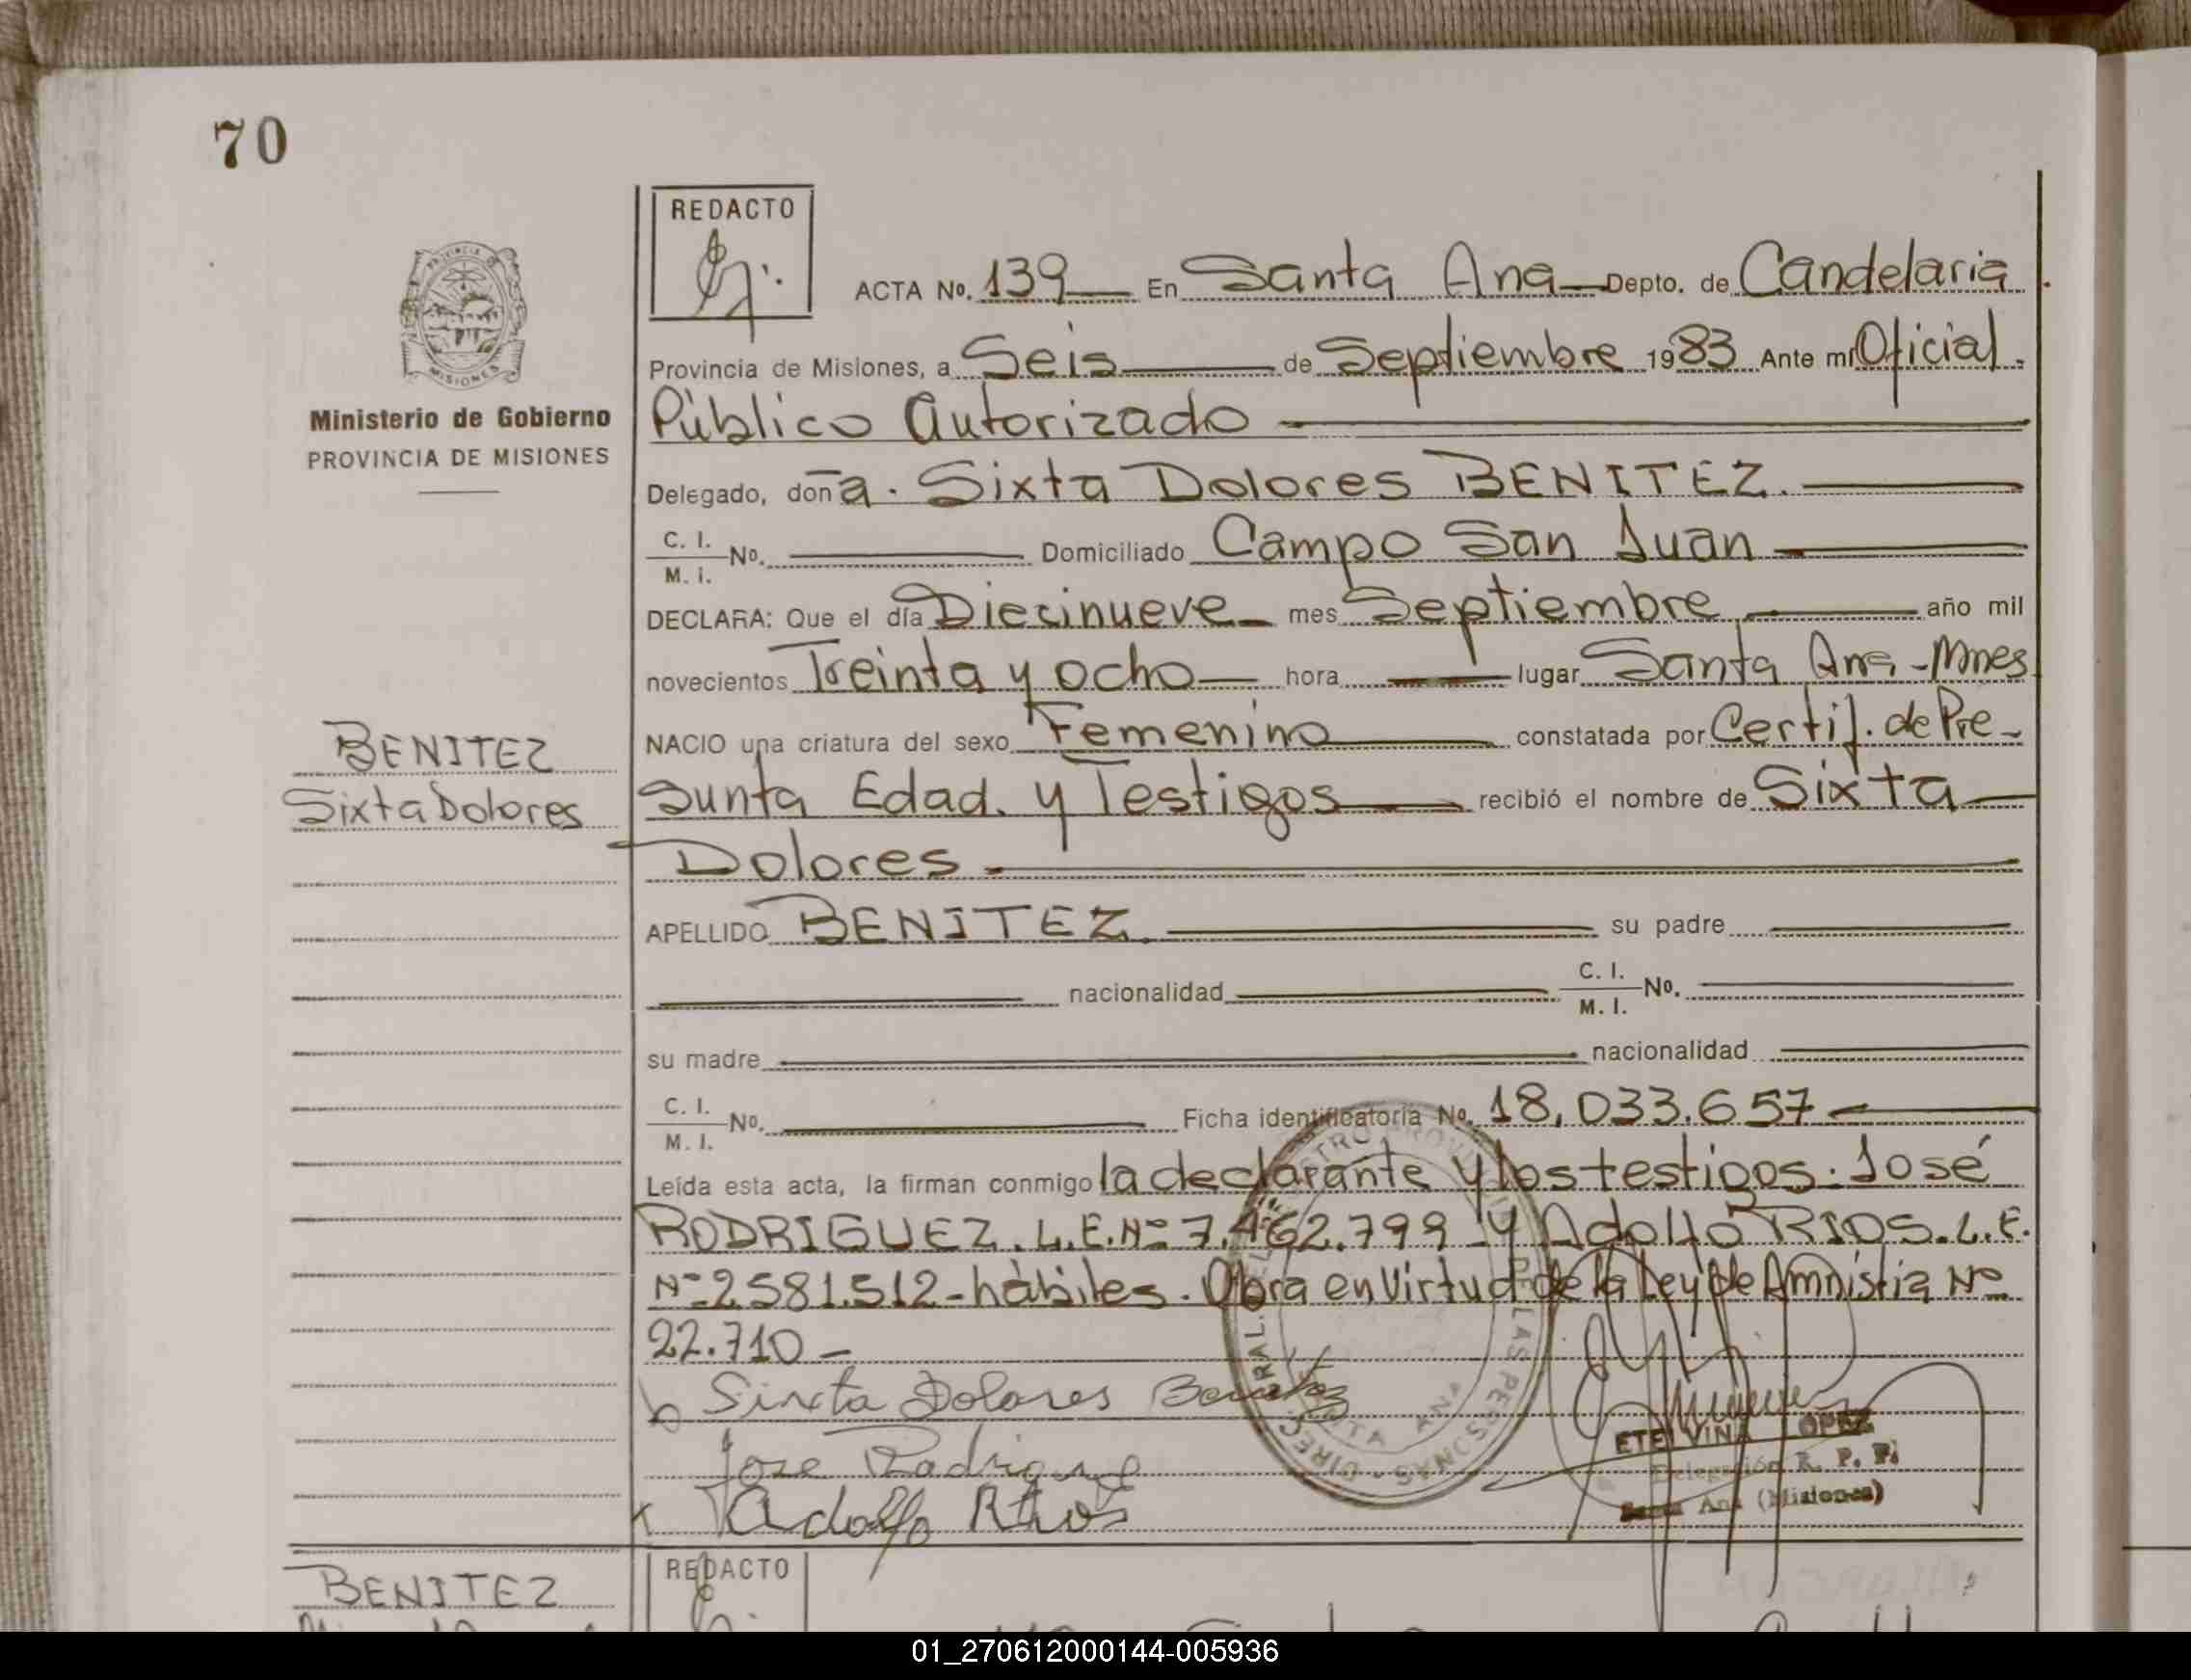 70
REDACTO
ACTA No. 139 En Santa Ana Depto. de Candelaria
Provincia de Misiones, a Seis de Septiembre 1983 Ante mi Oficial
Público Autorizado
Ministerio de Gobierno
PROVINCIA DE MISIONES
Delegado, don a. Sixta Dolores BENITEZ.
C. I.
M. i. No. Domiciliado Campo San Juan
DECLARA: Que el día Diecinueve mes Septiembre año mil
novecientos Treinta y ocho hora lugar Santa Ana - Mnes
NACIO una criatura del sexo Femenino constatada por Certif. de Pre-
BENITEZ
Sixta Dolores
sunta Edad. y Testigos recibió el nombre de Sixta
Dolores.
APELLIDO BENITEZ. su padre
nacionalidad C. I.
M. I. No.
su madre nacionalidad
C. I.
M. I. No. Ficha identificatoria No. 18,033.657
Leída esta acta, la firman conmigo la declarante y los testigos: José
RODRIGUEZ. L.E. Nº 7.462.799 y Adolfo RIOS. L.E.
Nº 2581.512 - hábiles. Obra en Virtud de la Ley de Amnistia Nº
22.710 -
Sixta Dolores Benitez
Jose Rodrigue
x Adolfo Rios
ETELVINA LOPEZ
Delegación R. P. P.
Santa Ana (Misiones)
SANTA ANA
BENITEZ
REDACTO
01_270612000144-005936